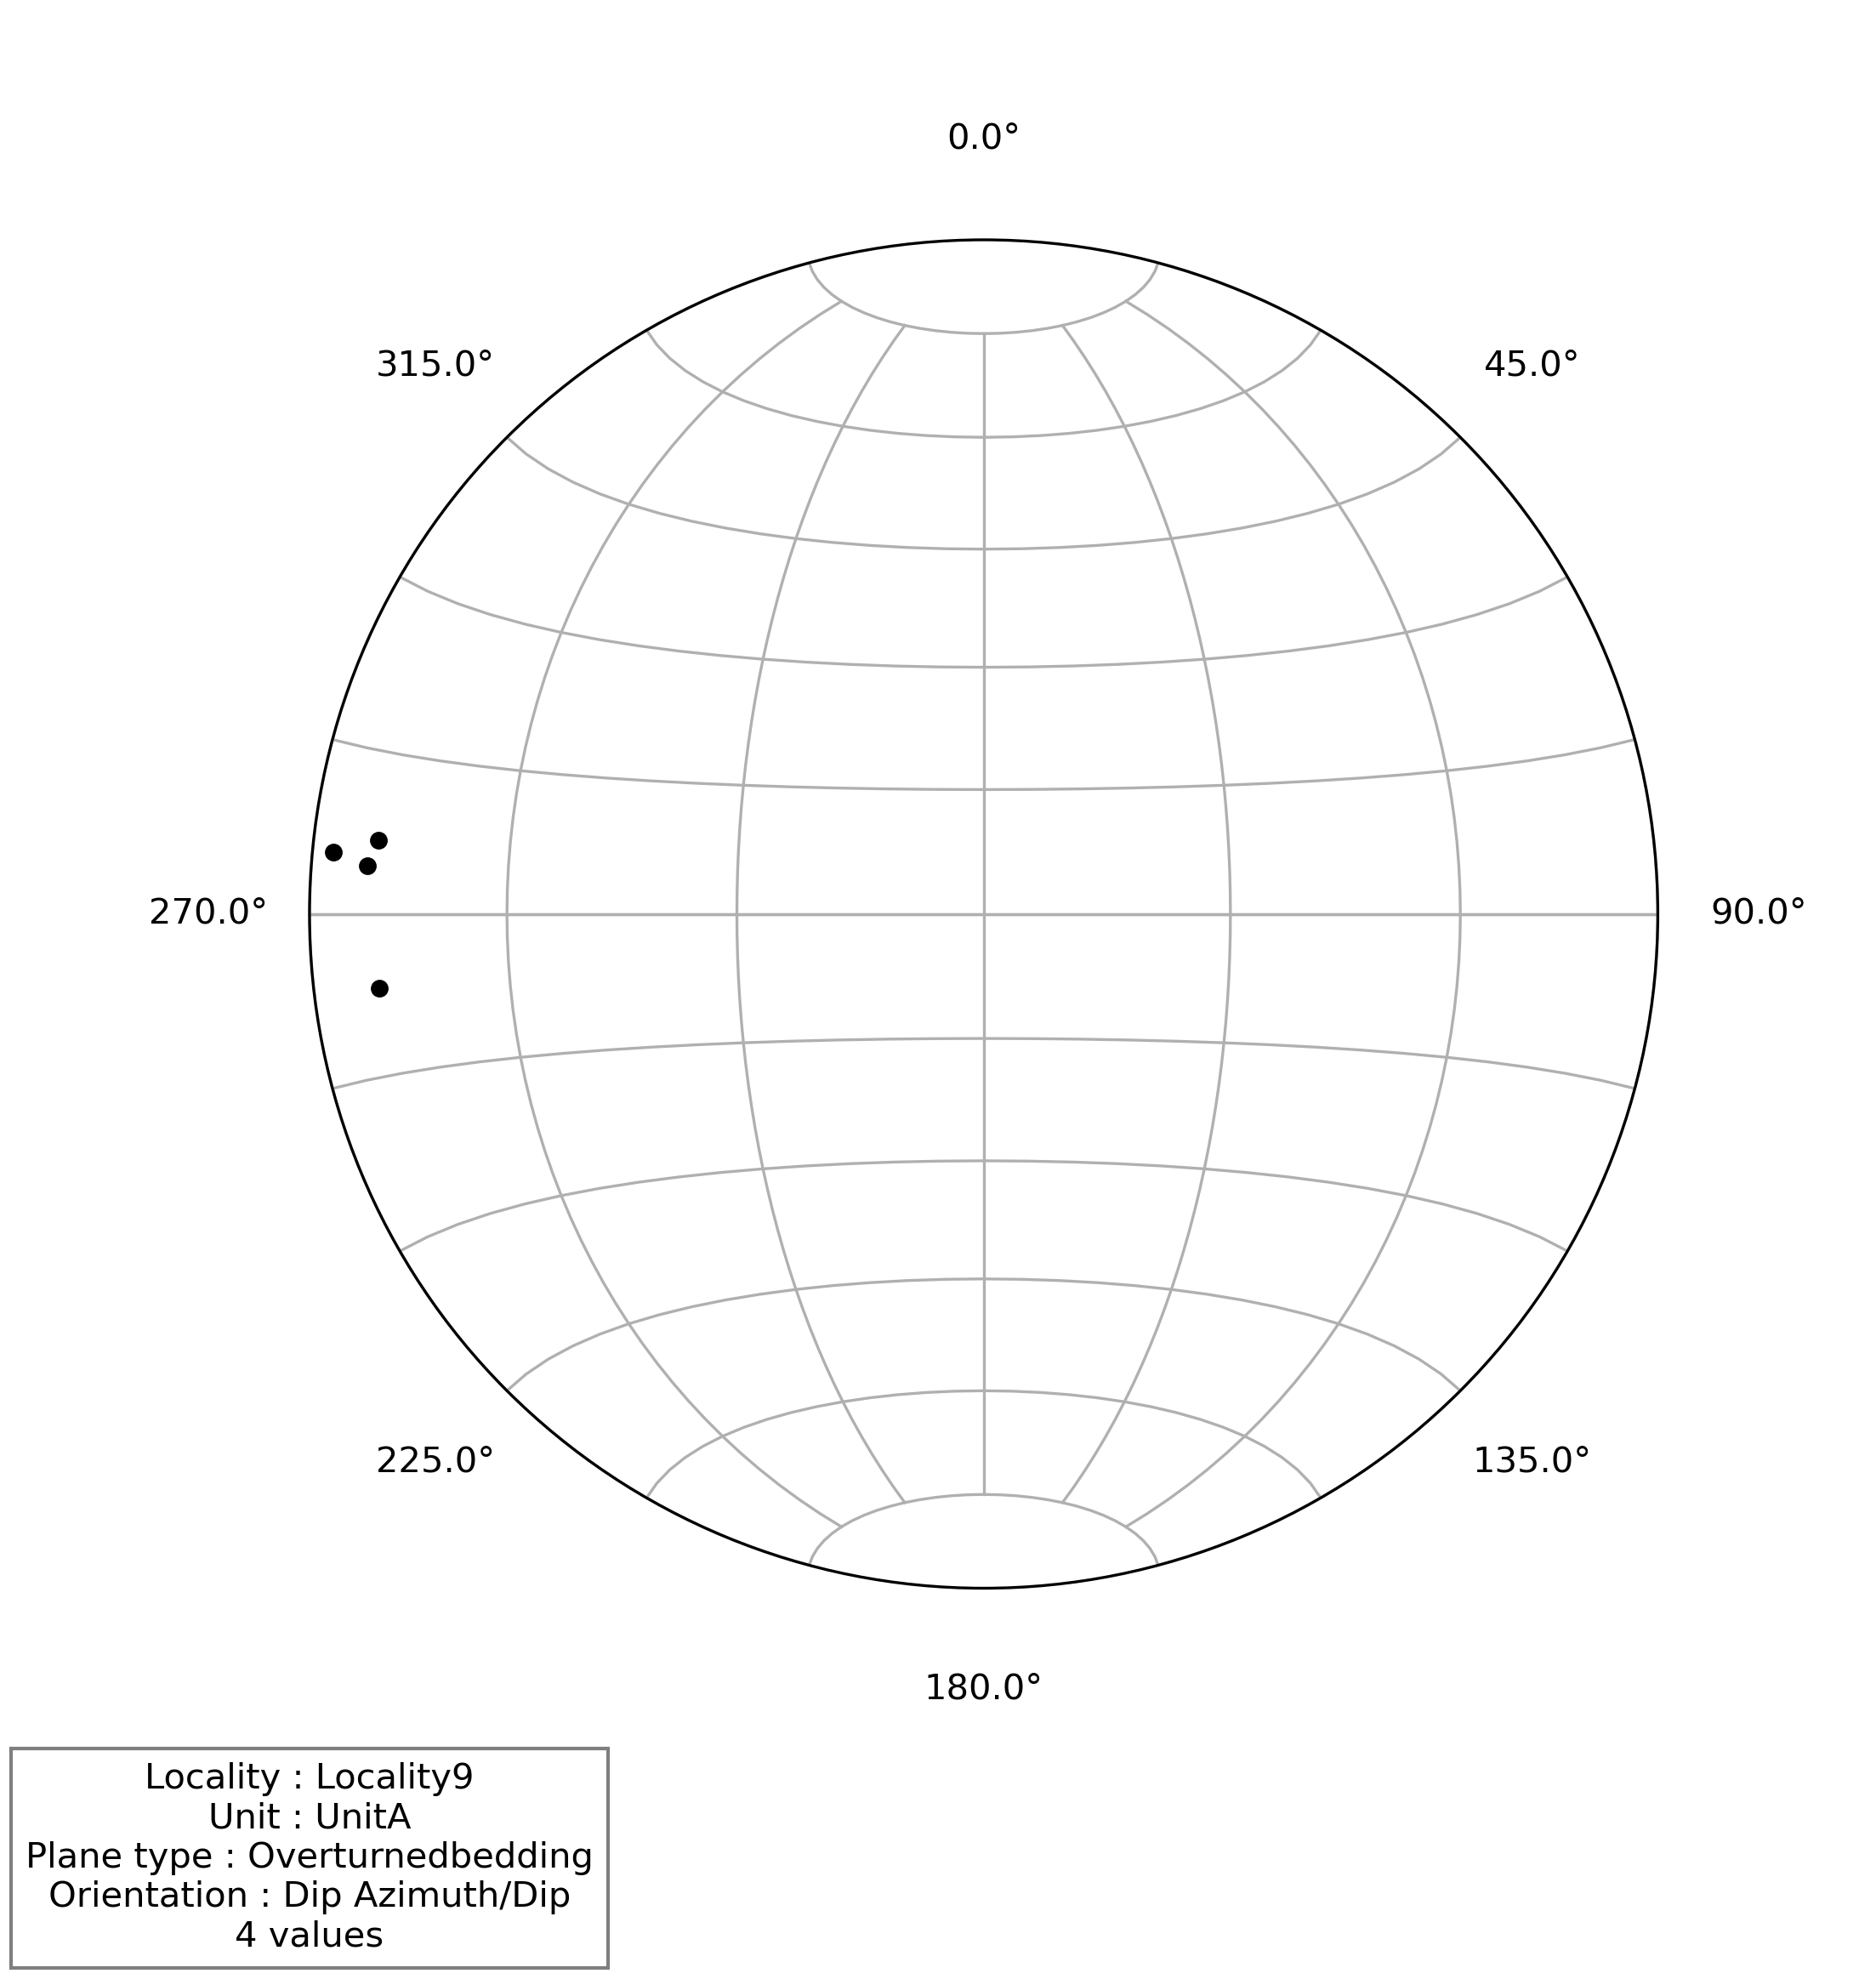 0.0°
315.0°
45.0°
270.0°
90.0°
225.0°
135.0°
180.0°
Locality : Locality9
Unit : UnitA
Plane type : Overturnedbedding
Orientation : Dip Azimuth/Dip
4 values